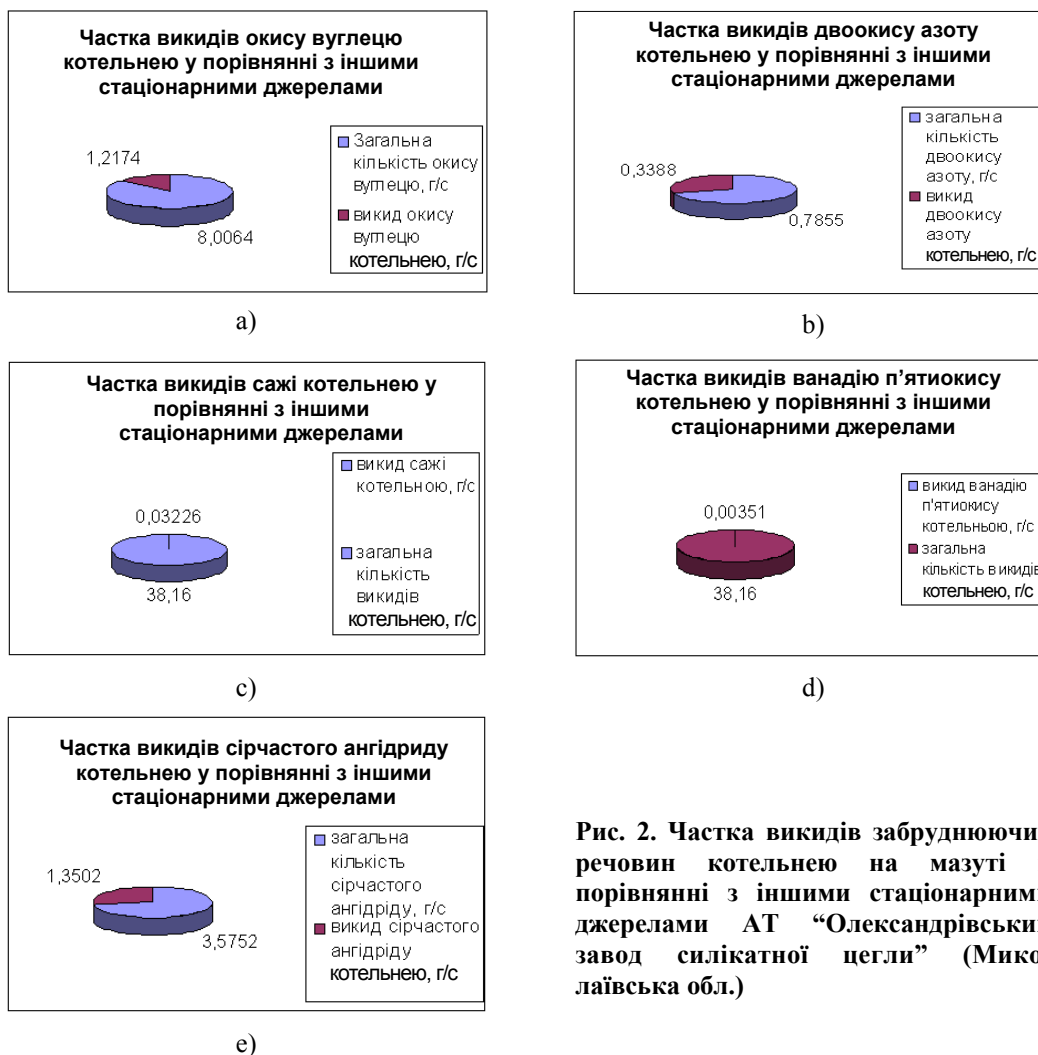 Частка викидів окису вуглецю
котельнею у порівнянні з іншими
стаціонарними джерелами
1,2174
8,0064
Загальна
кількість окису
вуглецю, г/с
викид окису
вуглецю
котельнею, г/с
a)
Частка викидів двоокису азоту
котельнею у порівнянні з іншими
стаціонарними джерелами
0,3388
0,7855
загальна
кількість
двоокису
азоту, г/с
викид
двоокису
азоту
котельнею, г/с
b)
Частка викидів сажі котельнею у
порівнянні з іншими
стаціонарними джерелами
0,03226
38,16
викид сажі
котельною, г/с
загальна
кількість
викидів
котельнею, г/с
c)
Частка викидів ванадію п’ятиокису
котельнею у порівнянні з іншими
стаціонарними джерелами
0,00351
38,16
викид ванадію
п'ятиокису
котельньою, г/с
загальна
кількість викидів
котельнею, г/с
d)
Частка викидів сірчастого ангідриду
котельнею у порівнянні з іншими
стаціонарними джерелами
1,3502
3,5752
загальна
кількість
сірчастого
ангідріду, г/с
викид сірчастого
ангідріду
котельнею, г/с
e)
Рис. 2. Частка викидів забруднюючи
речовин котельнею на мазуті
порівнянні з іншими стаціонарним
джерелами АТ “Олександрівськи
завод силікатної цегли” (Мико
лаївська обл.)